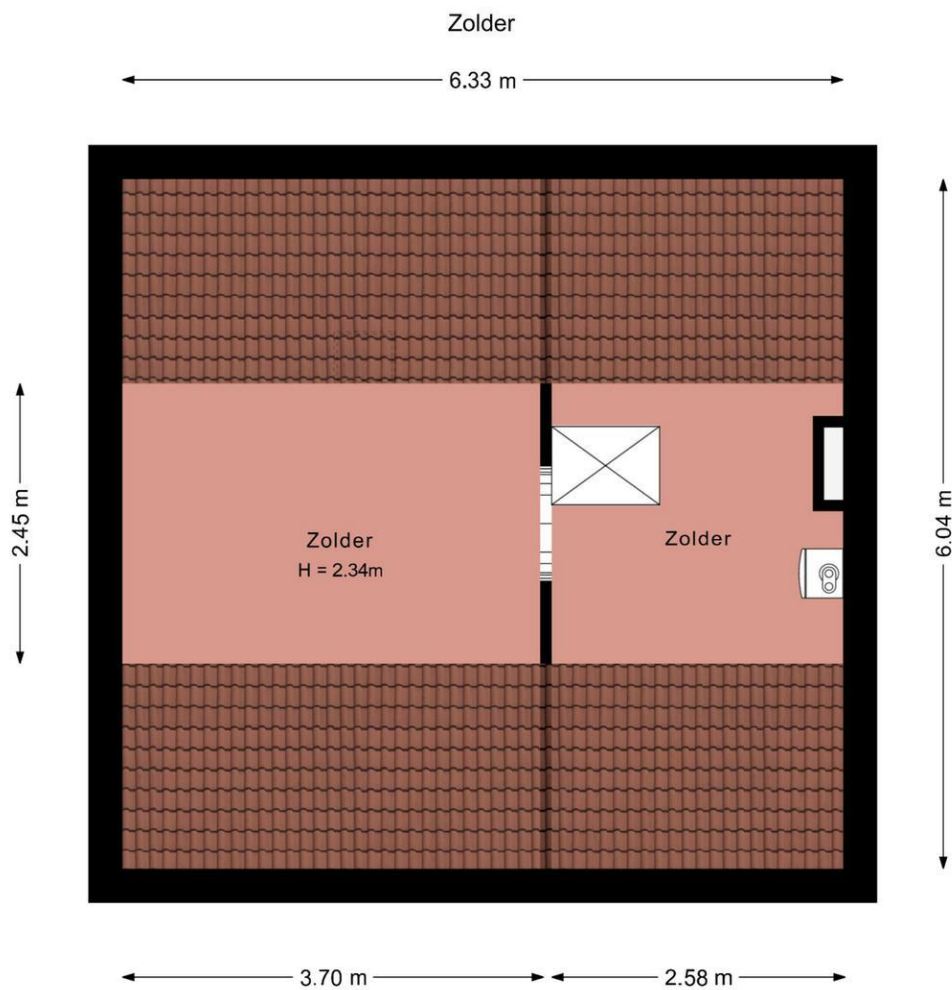 Zolder
6.33 m
2.45 m
6.04 m
Zolder
H = 2.34m
Zolder
3.70 m
2.58 m